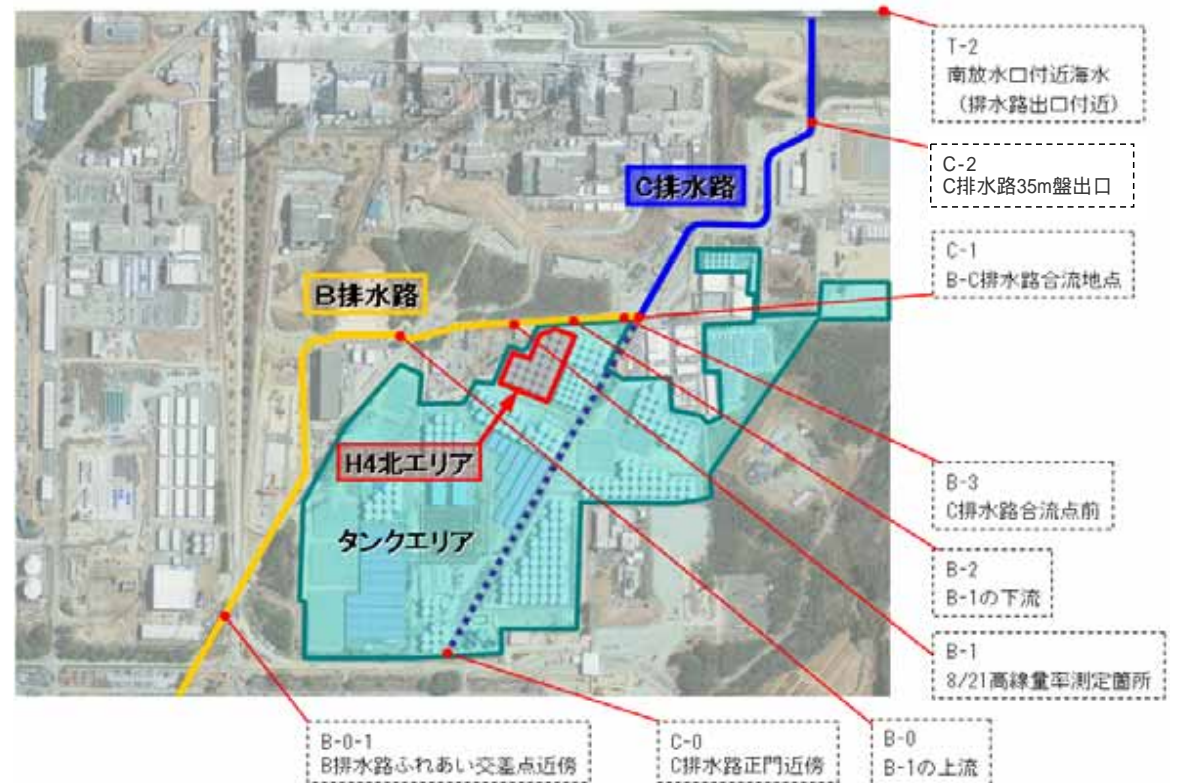 T-2
南放水口付近海水
（排水路出口付近）
C-2
C排水路35m盤出口
C排水路
C-1
B-C排水路合流地点
B排水路
H4北エリア
B-3
C排水路合流点前
タンクエリア
B-2
B-1の下流
B-1
8/21高線量率測定箇所
B-0-1
B排水路ふれあい交差点近傍
C-0
C排水路正門近傍
B-0
B-1の上流